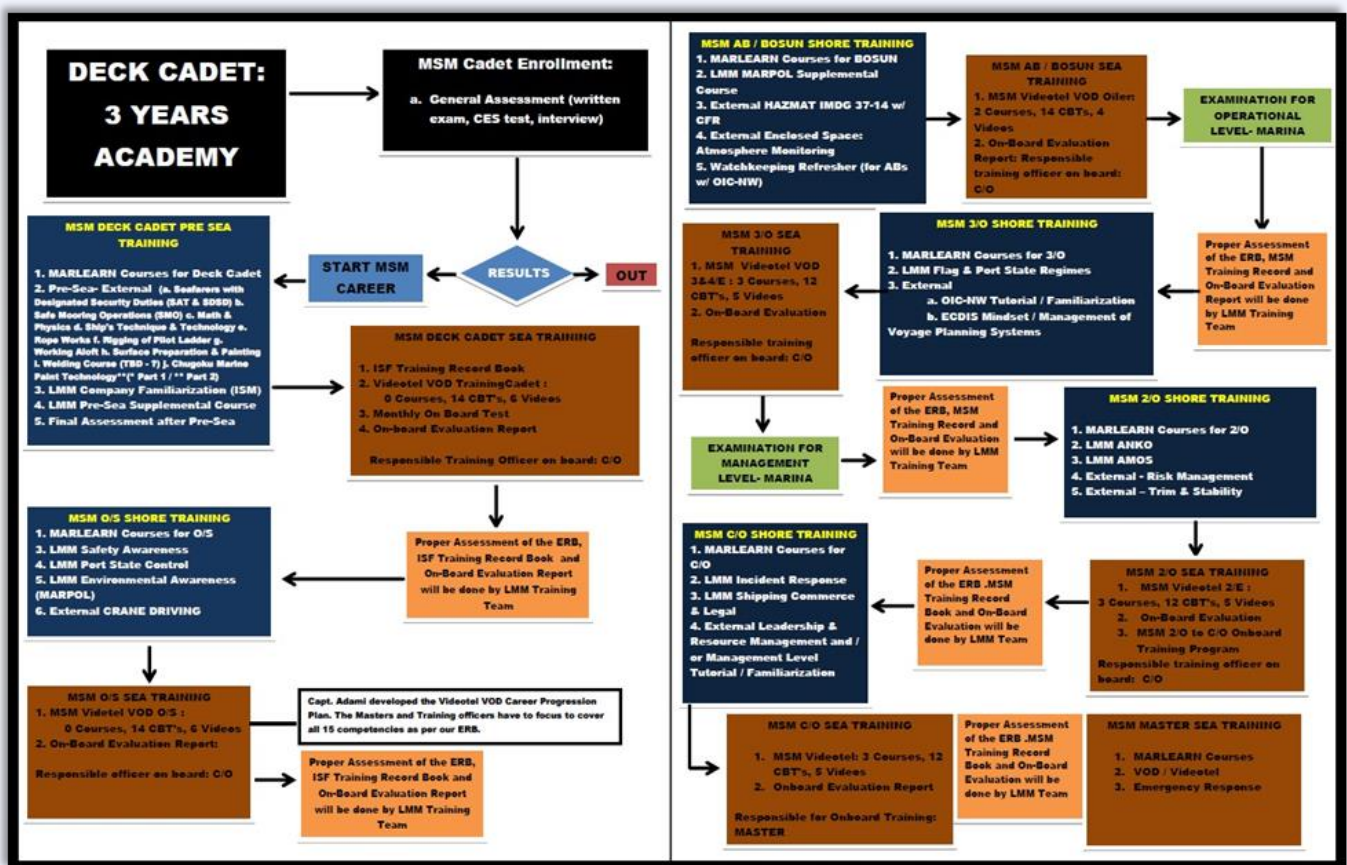 DECK CADET:
3 YEARS
ACADEMY
MSM Cadet Enrollment:
a. General Assessment (written
exam, CES test, interview)
RESULTS
OUT
START MSM
CAREER
MSM DECK CADET PRE SEA
TRAINING
1. MARLEARN Courses for Deck Cadet
2. Pre-Sea- External (a. Seafarers with
Designated Security Duties (SAT & SDSD) b.
Safe Mooring Operations (SMO) c. Math &
Physics d. Ship's Technique & Technology e.
Rope Works f. Rigging of Pilot Ladder g.
Working Aloft h. Surface Preparation & Painting
i. Welding Course (TBD - ?) j. Chugoku Marine
Paint Technology**(* Part 1 / ** Part 2)
3. LMM Company Familiarization (ISM)
4. LMM Pre-Sea Supplemental Course
5. Final Assessment after Pre-Sea
MSM DECK CADET SEA TRAINING
1. ISF Training Record Book
2. Videotel VOD TrainingCadet :
0 Courses, 14 CBT's, 6 Videos
3. Monthly On Board Test
4. On-board Evaluation Report
Responsible Training Officer on board: C/O
Proper Assessment of the ERB,
ISF Training Record Book and
On-Board Evaluation Report
will be done by LMM Training
Team
MSM O/S SHORE TRAINING
1. MARLEARN Courses for O/S
3. LMM Safety Awareness
4. LMM Port State Control
5. LMM Environmental Awareness
(MARPOL)
6. External CRANE DRIVING
MSM O/S SEA TRAINING
1. MSM Videtel VOD O/S :
0 Courses, 14 CBT's, 6 Videos
2. On-Board Evaluation Report:
Responsible officer on board: C/O
Capt. Adami developed the Videotel VOD Career Progression
Plan. The Masters and Training officers have to focus to cover
all 15 competencies as per our ERB.
Proper Assessment of the ERB,
ISF Training Record Book and
On-Board Evaluation Report
will be done by LMM Training
Team
MSM AB / BOSUN SHORE TRAINING
1. MARLEARN Courses for BOSUN
2. LMM MARPOL Supplemental
Course
3. External HAZMAT IMDG 37-14 w/
CFR
4. External Enclosed Space:
Atmosphere Monitoring
5. Watchkeeping Refresher (for ABs
w/ OIC-NW)
MSM AB / BOSUN SEA
TRAINING
1. MSM Videotel VOD Oiler:
2 Courses, 14 CBTs, 4
Videos
2. On-Board Evaluation
Report: Responsible
training officer on board:
C/O
EXAMINATION FOR
OPERATIONAL
LEVEL- MARINA
Proper Assessment
of the ERB, MSM
Training Record and
On-Board Evaluation
Report will be done
by LMM Training
Team
MSM 3/O SHORE TRAINING
1. MARLEARN Courses for 3/O
2. LMM Flag & Port State Regimes
3. External
a. OIC-NW Tutorial / Familiarization
b. ECDIS Mindset / Management of
Voyage Planning Systems
MSM 3/O SEA
TRAINING
1. MSM Videotel VOD
3&4/E : 3 Courses, 12
CBT's, 5 Videos
2. On-Board Evaluation
Responsible training
officer on board: C/O
EXAMINATION FOR
MANAGEMENT
LEVEL- MARINA
Proper Assessment
of the ERB, MSM
Training Record and
On-Board Evaluation
will be done by LMM
Training Team
MSM 2/O SHORE TRAINING
1. MARLEARN Courses for 2/O
2. LMM ANKO
3. LMM AMOS
4. External - Risk Management
5. External – Trim & Stability
MSM 2/O SEA TRAINING
1. MSM Videotel 2/E :
3 Courses, 12 CBT's, 5 Videos
2. On-Board Evaluation
3. MSM 2/O to C/O Onboard
Training Program
Responsible training officer on
board: C/O
Proper Assessment
of the ERB .MSM
Training Record
Book and On-Board
Evaluation will be
done by LMM Team
MSM C/O SHORE TRAINING
1. MARLEARN Courses for
C/O
2. LMM Incident Response
3. LMM Shipping Commerce
& Legal
4. External Leadership &
Resource Management and /
or Management Level
Tutorial / Familiarization
MSM C/O SEA TRAINING
1. MSM Videotel: 3 Courses, 12
CBT's, 5 Videos
2. Onboard Evaluation Report
Responsible for Onboard Training:
MASTER
Proper Assessment
of the ERB .MSM
Training Record
Book and On-Board
Evaluation will be
done by LMM Team
MSM MASTER SEA TRAINING
1. MARLEARN Courses
2. VOD / Videotel
3. Emergency Response